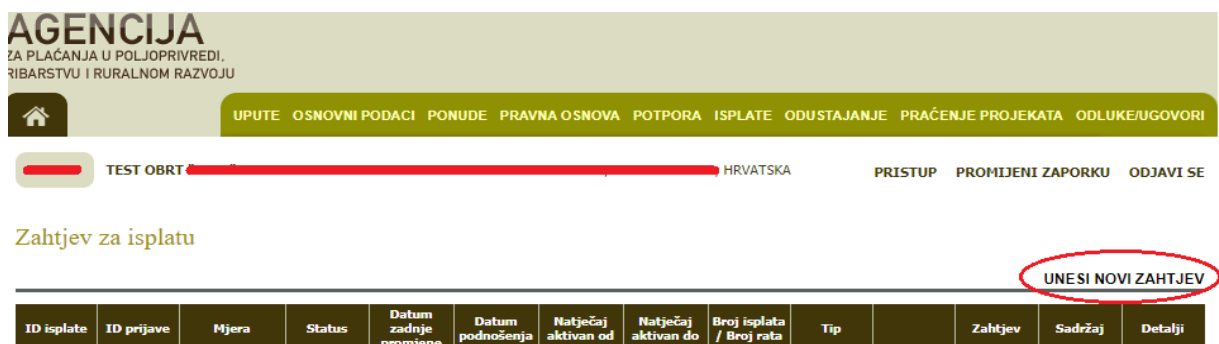 AGENCIJA
ZA PLAĆANJA U POLJOPRIVREDI,
RIBARSTVU I RURALNOM RAZVOJU
UPUTE OSNOVNI PODACI PONUDE PRAVNA OSNOVA POTPORA ISPLATE ODUSTAJANJE PRAĆENJE PROJEKATA ODLUKE/UGOVORI
TEST OBRT HRVATSKA PRISTUP PROMIJENI ZAPORKU ODJAVI SE
Zahtjev za isplatu
UNESI NOVI ZAHTJEV
ID isplate ID prijave Mjera Status Datum zadnje promjene Datum podnošenja Natječaj aktivan od Natječaj aktivan do Broj isplata / Broj rata Tip Zahtjev Sadržaj Detalji